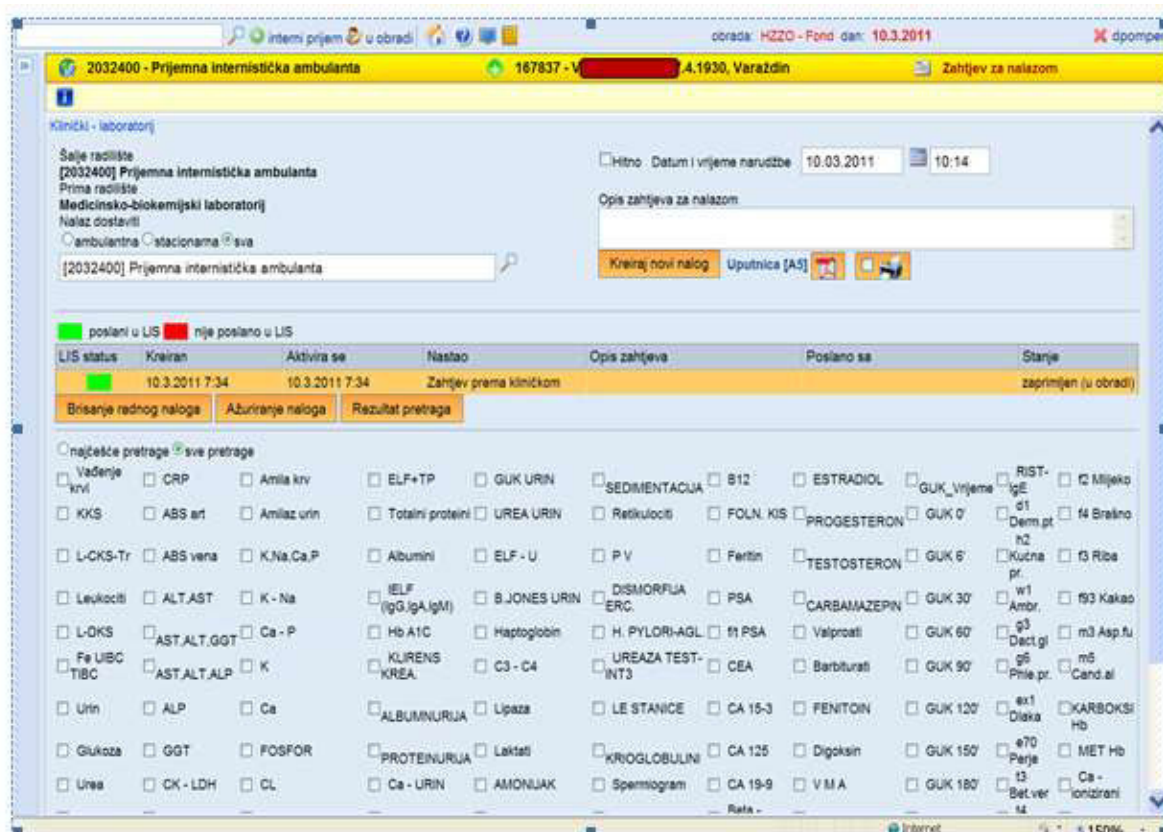 interni prijem u obradi obrada: HZZO - Fond dan: 10.3.2011 dpompe
2032400 - Prijemna internistička ambulanta 167837 - V .4.1930, Varaždin Zahtjev za nalazom
Klinički - laboratorij
Šalje radilište
[2032400] Prijemna internistička ambulanta
Prima radilište
Medicinsko-biokemijski laboratorij
Nalaz dostaviti
ambulantna stacionarna sva
[2032400] Prijemna internistička ambulanta
Hitno Datum i vrijeme narudžbe 10.03.2011 10:14
Opis zahtjeva za nalazom
Kreiraj novi nalog Uputnica [A5]
poslani u LIS nije poslano u LIS
LIS status Kreiran Aktivira se Nastao Opis zahtjeva Poslano sa Stanje
10.3.2011 7:34 10.3.2011 7:34 Zahtjev prema kliničkom zaprimljen (u obradi)
Brisanje radnog naloga Ažuriranje naloga Rezultat pretraga
najčešće pretrage sve pretrage
Vađenje krvi CRP Amila krv ELF+TP GUK URIN SEDIMENTACIJA B12 ESTRADIOL GUK_Vrijeme RIST-IgE f2 Mlijeko
KKS ABS art Amilaz urin Totalni proteini UREA URIN Retikulociti FOLN. KIS PROGESTERON GUK 0' d1 Derm.pt f4 Brašno
L-CKS-Tr ABS vena K,Na,Ca,P Albumini ELF - U P V Feritin TESTOSTERON GUK 6' h2 Kućna pr. f3 Riba
Leukociti ALT,AST K - Na IELF (IgG,IgA,IgM) B.JONES URIN DISMORFIJA ERC. PSA CARBAMAZEPIN GUK 30' w1 Ambr. f93 Kakao
L-DKS AST,ALT,GGT Ca - P Hb A1C Haptoglobin H. PYLORI-AGL. f1 PSA Valproati GUK 60' g3 Dact.gl m3 Asp.fu
Fe UIBC TIBC AST,ALT,ALP K KLIRENS KREA. C3 - C4 UREAZA TEST-INT3 CEA Barbiturati GUK 90' g6 Phle.pr. m5 Cand.al
Urin ALP Ca ALBUMNURIJA Lipaza LE STANICE CA 15-3 FENITOIN GUK 120' ex1 Dlaka KARBOKSI Hb
Glukoza GGT FOSFOR PROTEINURIJA Laktati KRIOGLOBULINI CA 125 Digoksin GUK 150' e70 Perje MET Hb
Urea CK - LDH CL Ca - URIN AMONIJAK Spermiogram CA 19-9 V M A GUK 180' t3 Bet.ver Ca - ionizirani
Beta - t4
Internet 150%